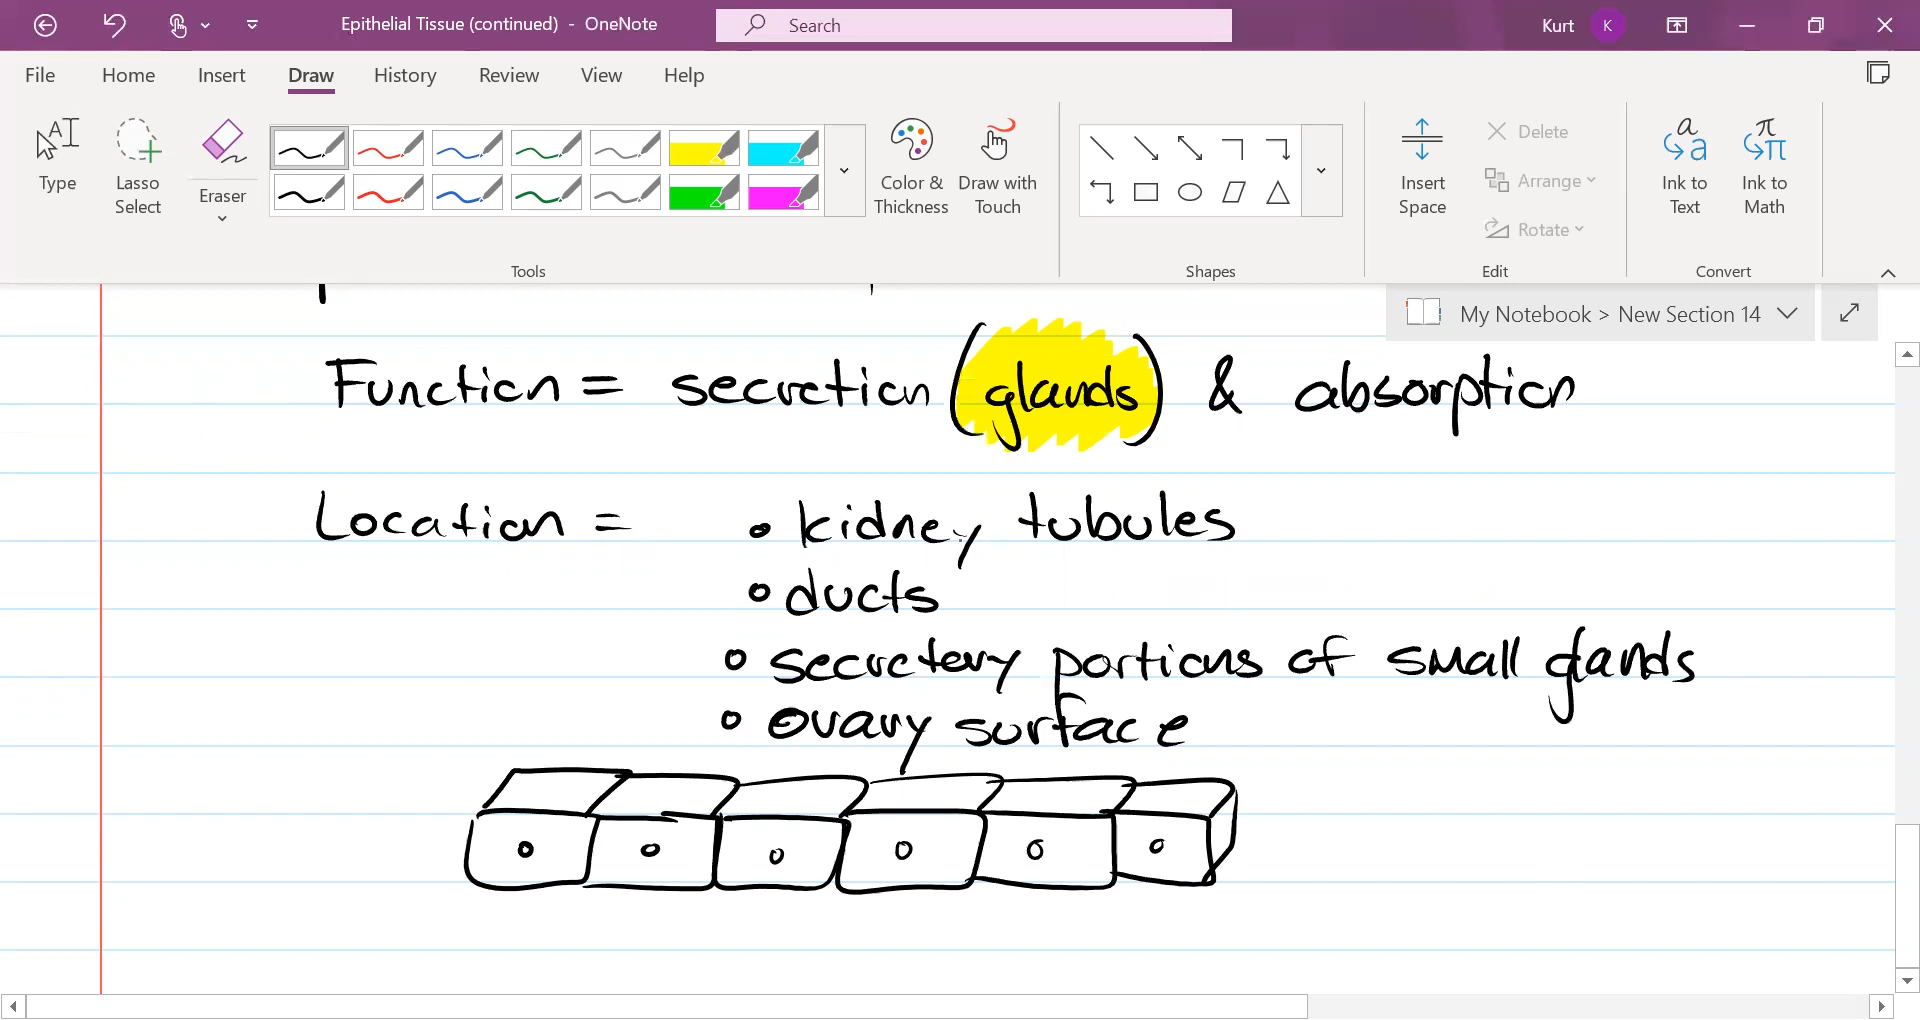 Epithelial Tissue (continued) - OneNote
Search
Kurt
K
File
Home
Insert
Draw
History
Review
View
Help
Type
Lasso Select
Eraser
Color & Thickness
Draw with Touch
Tools
Shapes
Insert Space
Delete
Arrange
Rotate
Edit
Ink to Text
Ink to Math
Convert
My Notebook > New Section 14
Function = secretion (glands) & absorption
Location = • kidney tubules
• ducts
• secretory portions of small glands
• ovary surface